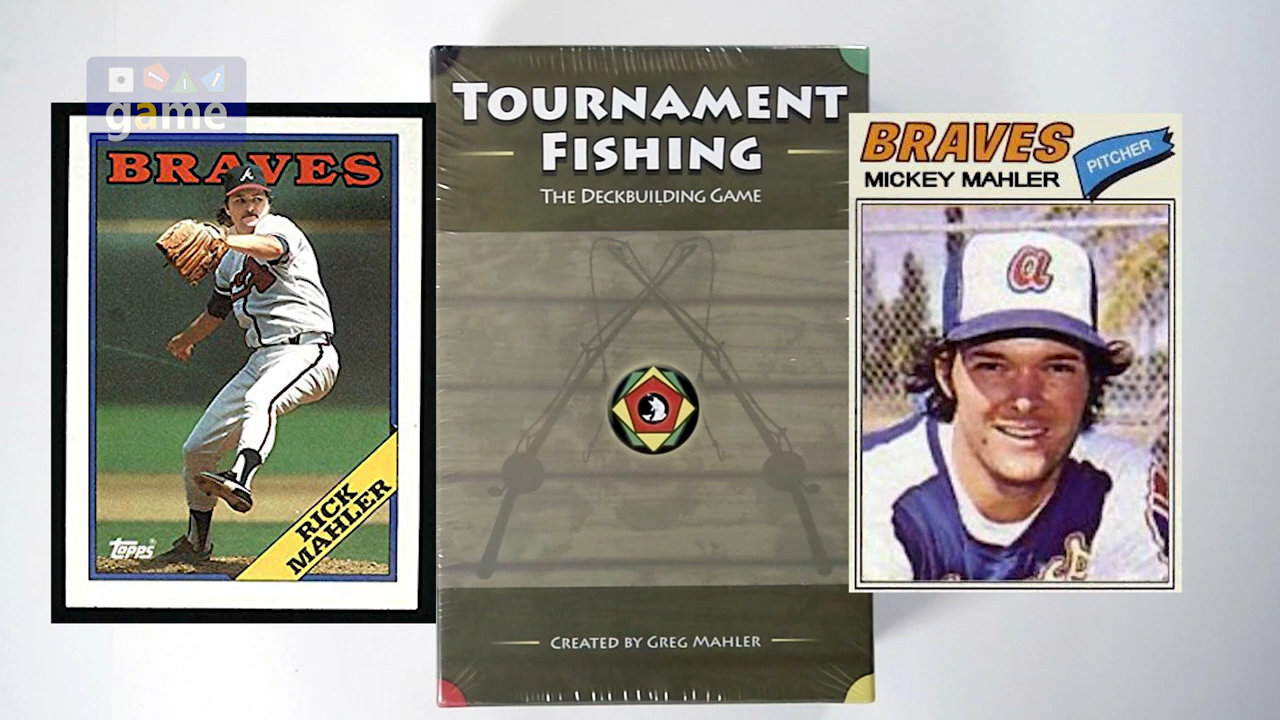 game
BRAVES
A
RICK
MAHLER
topps
TOURNAMENT
FISHING
THE DECKBUILDING GAME
CREATED BY GREG MAHLER
BRAVES
PITCHER
MICKEY MAHLER
a